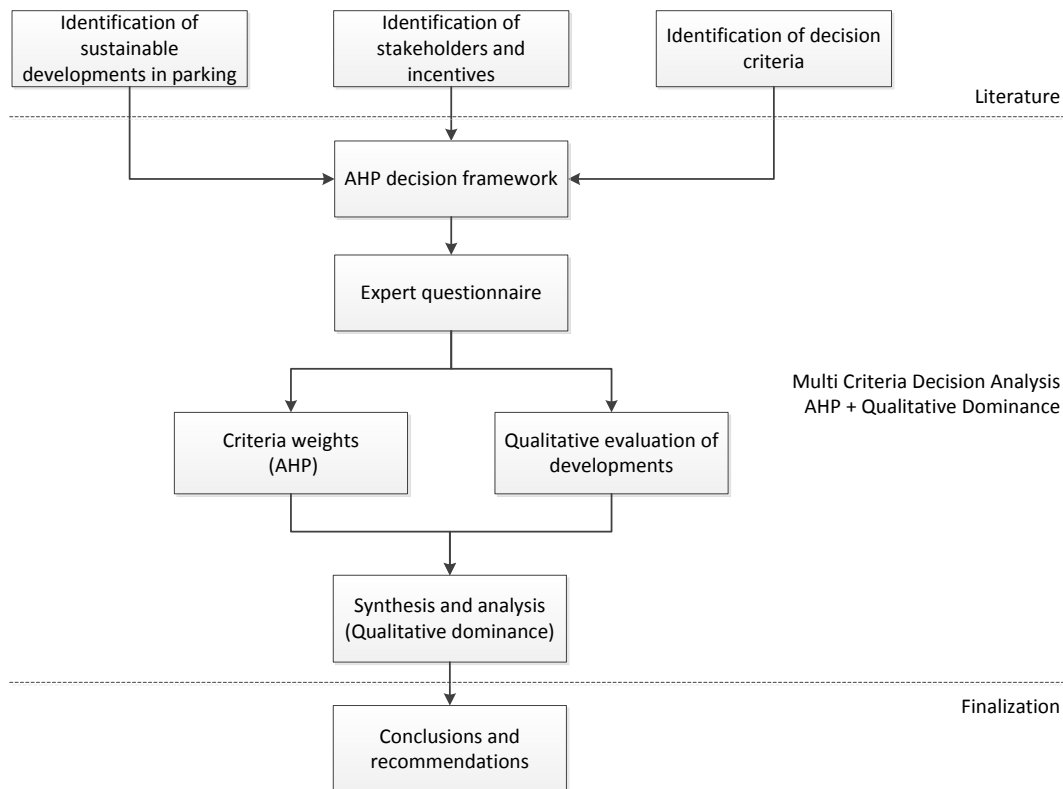 Identification of
sustainable
developments in parking
Identification of
stakeholders and
incentives
Identification of decision
criteria
Literature
AHP decision framework
Expert questionnaire
Multi Criteria Decision Analysis
AHP + Qualitative Dominance
Criteria weights
(AHP)
Qualitative evaluation of
developments
Synthesis and analysis
(Qualitative dominance)
Finalization
Conclusions and
recommendations